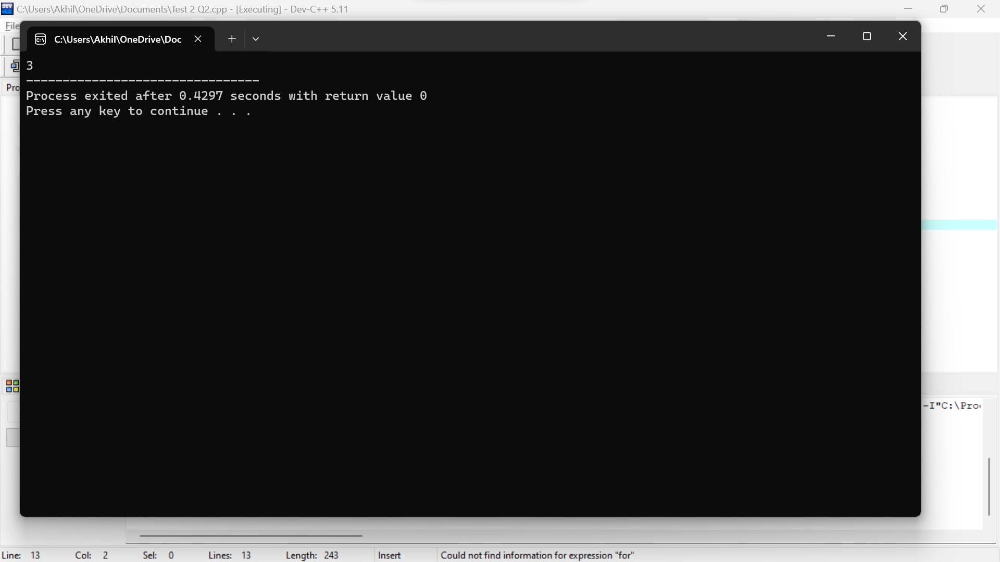 C:\Users\Akhil\OneDrive\Documents\Test 2 Q2.cpp - [Executing] - Dev-C++ 5.11
File
C:\Users\Akhil\OneDrive\Doc
3
--------------------------------
Process exited after 0.4297 seconds with return value 0
Press any key to continue . . .
-I"C:\Pro
Line: 13 Col: 2 Sel: 0 Lines: 13 Length: 243 Insert Could not find information for expression "for"